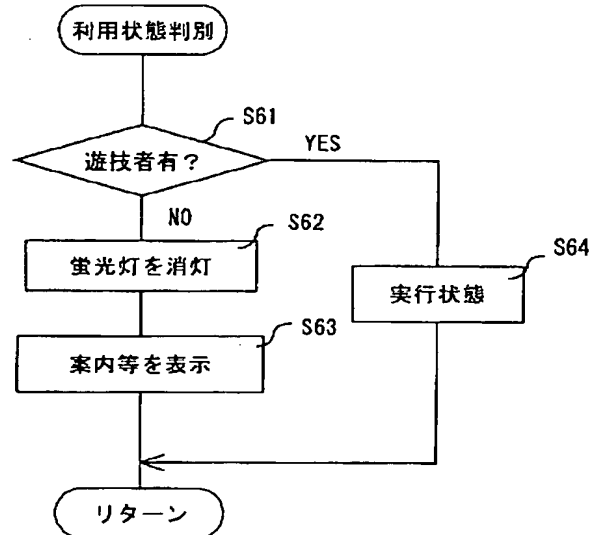 利用状態判別
S61
遊技者有?
YES
NO
S62
蛍光灯を消灯
S64
実行状態
S63
案内等を表示
リターン